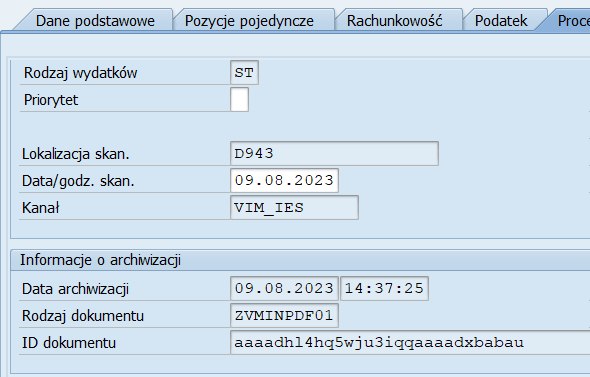 Dane podstawowe Pozycje pojedyncze Rachunkowość Podatek Proce
Rodzaj wydatków ST
Priorytet
Lokalizacja skan. D943
Data/godz. skan. 09.08.2023
Kanał VIM_IES
Informacje o archiwizacji
Data archiwizacji 09.08.2023 14:37:25
Rodzaj dokumentu ZVMINPDF01
ID dokumentu aaaadhl4hq5wju3iqqaaaadxbabau